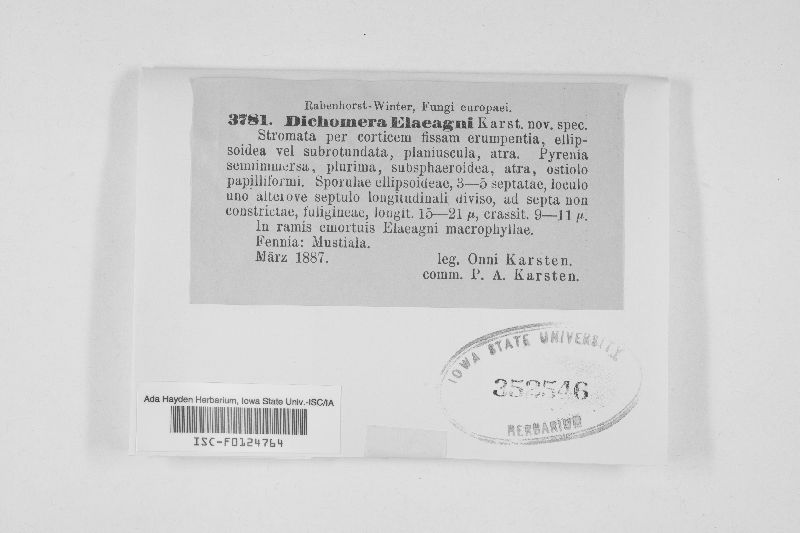 Rabenhorst-Winter, Fungi europaei.
3781. Dichomera Elaeagni Karst. nov. spec.
Stromata per corticem fissam erumpentia, ellip-
soidea vel subrotundata, planiuscula, atra. Pyrenia
semiimmersa, plurima, subsphaeroidea, atra, ostiolo
papilliformi. Sporulae ellipsoideae, 3—5 septatae, loculo
uno alterove septulo longitudinali diviso, ad septa non
constrictae, fuligineae, longit. 15—21 µ, crassit. 9—11 µ.
In ramis emortuis Elaeagni macrophyllae.
Fennia: Mustiala.
März 1887. leg. Onni Karsten.
comm. P. A. Karsten.
IOWA STATE UNIVERSITY
352546
HERBARIUM
Ada Hayden Herbarium, Iowa State Univ.-ISC/IA
ISC-F0124764